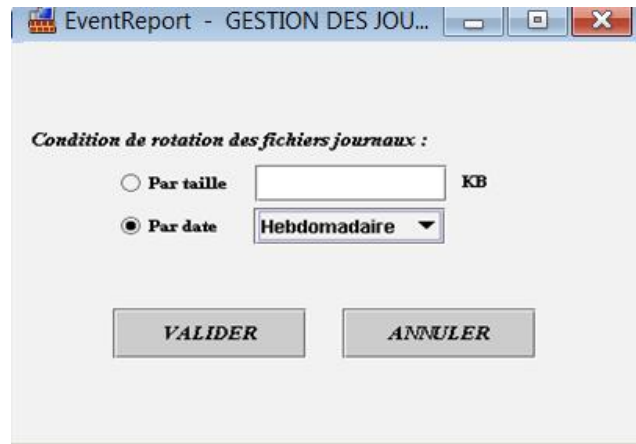 EventReport - GESTION DES JOU...
Condition de rotation des fichiers journaux :
Par taille KB
Par date Hebdomadaire
VALIDER ANNULER